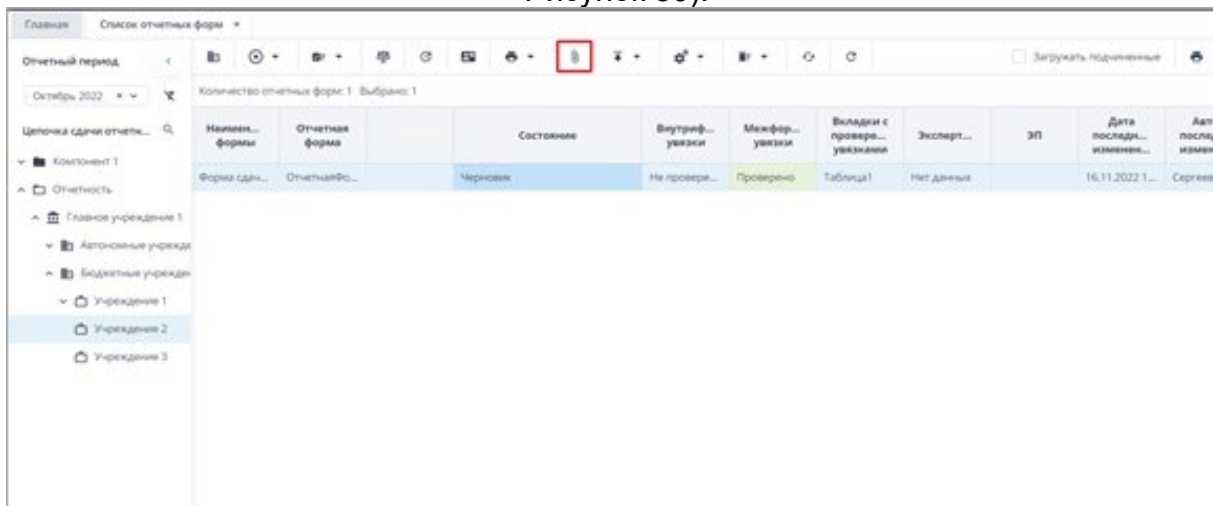 Главная Список отчетных форм ×
Отчетный период
Загружать подчиненные
Октябрь 2022
Количество отчетных форм: 1 Выбрано: 1
Цепочка сдачи отчетн...
Наимен... формы
Отчетная форма
Состояние
Внутриф... увязки
Межфор... увязки
Вкладки с провере... увязками
Эксперт...
ЭП
Дата последн... изменен...
Форма сдач... ОтчетнаяФо... Черновик Не провере... Проверено Таблица1 Нет данных 16.11.2022 1...
Компонент 1
Отчетность
Главное учреждение 1
Автономные учрежде
Бюджетные учрежден
Учреждение 1
Учреждение 2
Учреждение 3